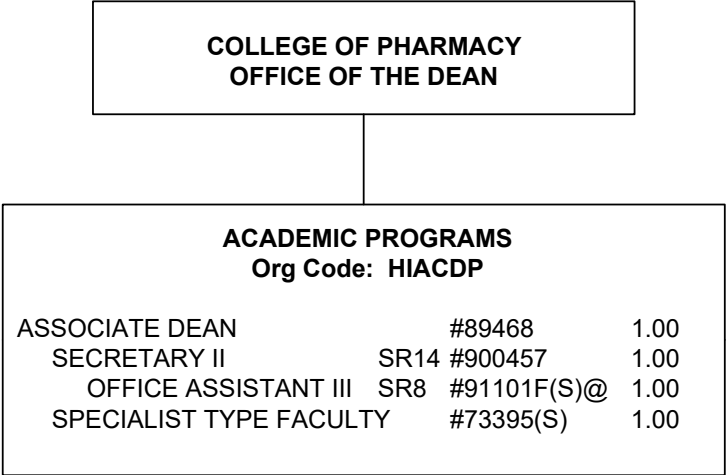 COLLEGE OF PHARMACY
OFFICE OF THE DEAN
ACADEMIC PROGRAMS
Org Code: HIACDP
ASSOCIATE DEAN #89468 1.00
SECRETARY II SR14 #900457 1.00
OFFICE ASSISTANT III SR8 #91101F(S)@ 1.00
SPECIALIST TYPE FACULTY #73395(S) 1.00